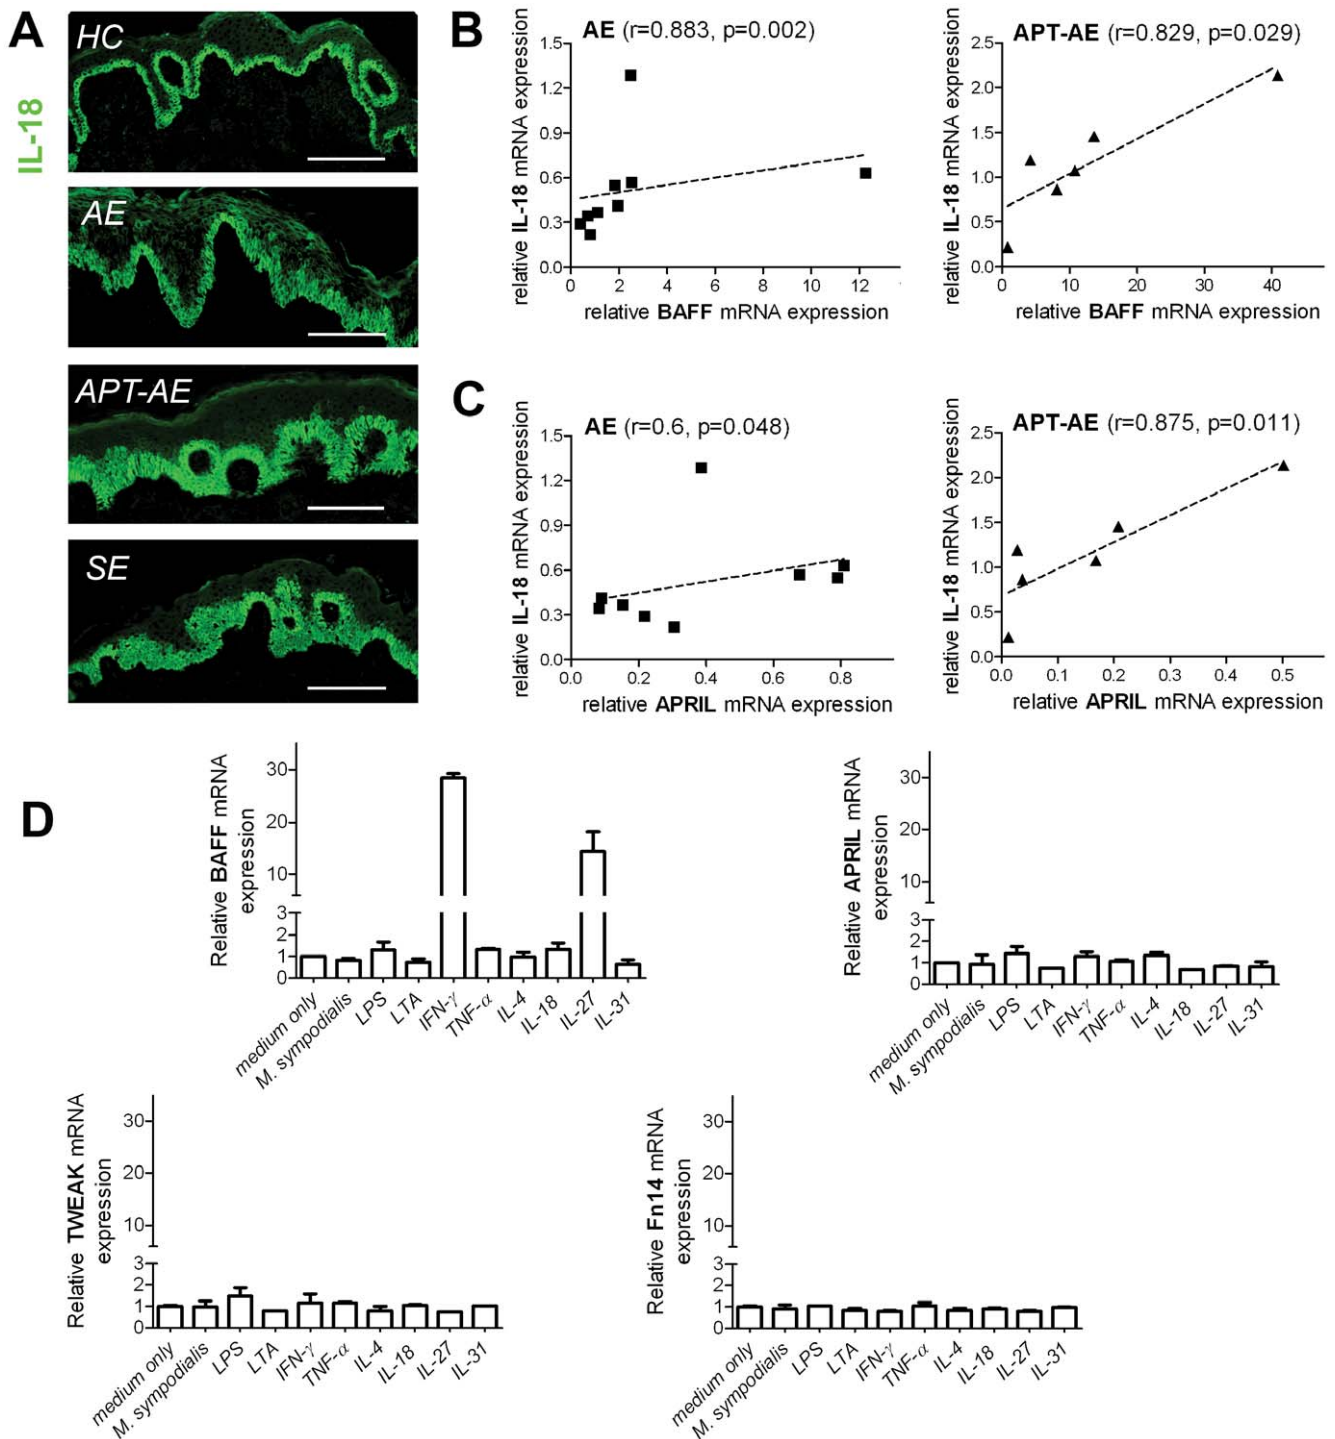 A
IL-18
HC
AE
APT-AE
SE
B
AE (r=0.883, p=0.002)
relative IL-18 mRNA expression
1.5
1.2
0.9
0.6
0.3
0.0
0 2 4 6 8 10 12
relative BAFF mRNA expression
APT-AE (r=0.829, p=0.029)
relative IL-18 mRNA expression
2.5
2.0
1.5
1.0
0.5
0.0
0 10 20 30 40
relative BAFF mRNA expression
C
AE (r=0.6, p=0.048)
relative IL-18 mRNA expression
1.5
1.2
0.9
0.6
0.3
0.0
0.0 0.2 0.4 0.6 0.8
relative APRIL mRNA expression
APT-AE (r=0.875, p=0.011)
relative IL-18 mRNA expression
2.5
2.0
1.5
1.0
0.5
0.0
0.0 0.1 0.2 0.3 0.4 0.5
relative APRIL mRNA expression
D
Relative BAFF mRNA
expression
30
20
10
3
2
1
0
medium only
M. sympodialis
LPS
LTA
IFN-γ
TNF-α
IL-4
IL-18
IL-27
IL-31
Relative APRIL mRNA
expression
30
20
10
3
2
1
0
medium only
M. sympodialis
LPS
LTA
IFN-γ
TNF-α
IL-4
IL-18
IL-27
IL-31
Relative TWEAK mRNA
expression
30
20
10
3
2
1
0
medium only
M. sympodialis
LPS
LTA
IFN-γ
TNF-α
IL-4
IL-18
IL-27
IL-31
Relative Fn14 mRNA
expression
30
20
10
3
2
1
0
medium only
M. sympodialis
LPS
LTA
IFN-γ
TNF-α
IL-4
IL-18
IL-27
IL-31